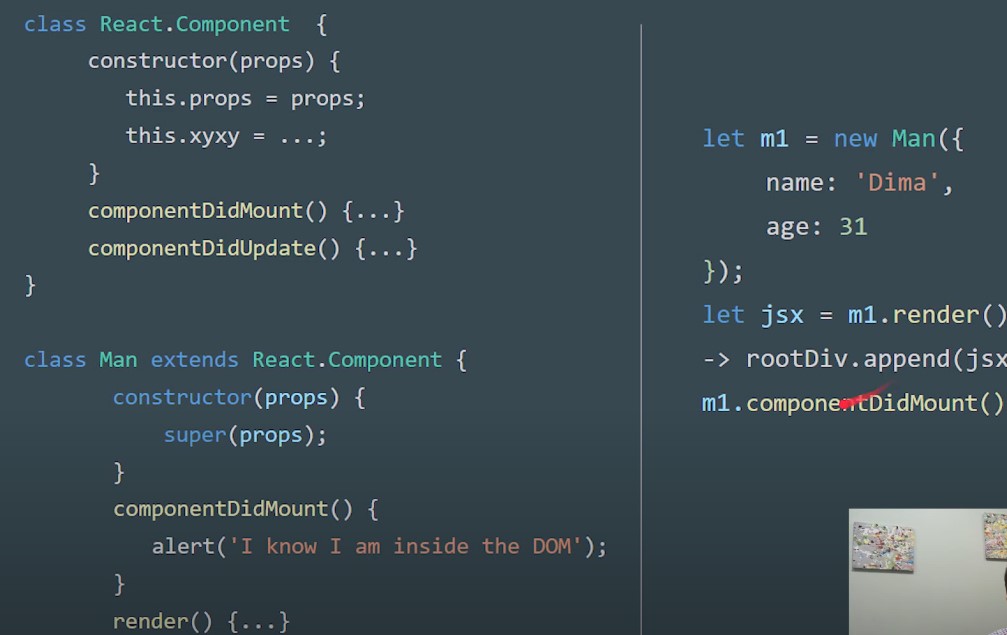 class React.Component {
constructor(props) {
this.props = props;
this.xyxy = ...;
}
componentDidMount() {...}
componentDidUpdate() {...}
}
class Man extends React.Component {
constructor(props) {
super(props);
}
componentDidMount() {
alert('I know I am inside the DOM');
}
render() {...}
let m1 = new Man({
name: 'Dima',
age: 31
});
let jsx = m1.render()
-> rootDiv.append(jsx
m1.componentDidMount()